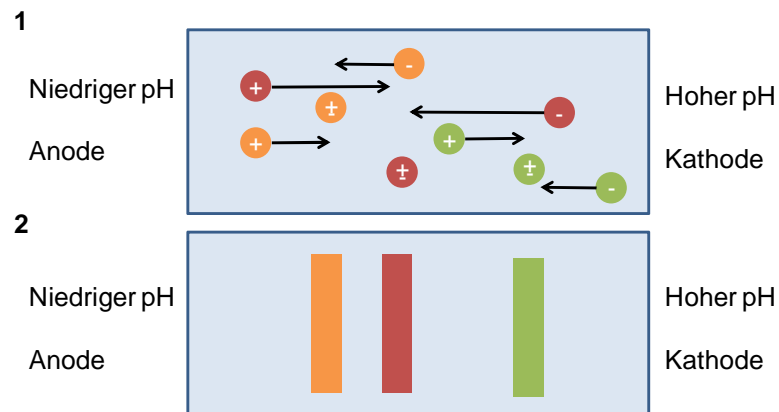 1
Niedriger pH
Anode
Hoher pH
Kathode
-
+
±
-
+
+
±
±
-
2
Niedriger pH
Anode
Hoher pH
Kathode